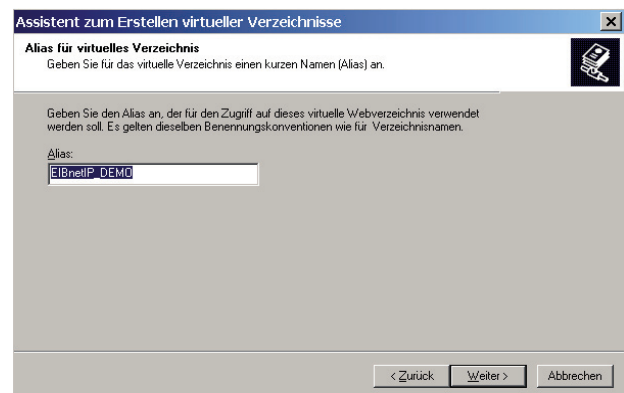 Assistent zum Erstellen virtueller Verzeichnisse
Alias für virtuelles Verzeichnis
Geben Sie für das virtuelle Verzeichnis einen kurzen Namen (Alias) an.
Geben Sie den Alias an, der für den Zugriff auf dieses virtuelle Webverzeichnis verwendet
werden soll. Es gelten dieselben Benennungskonventionen wie für Verzeichnisnamen.
Alias:
EIBnetIP_DEMO
< Zurück Weiter > Abbrechen